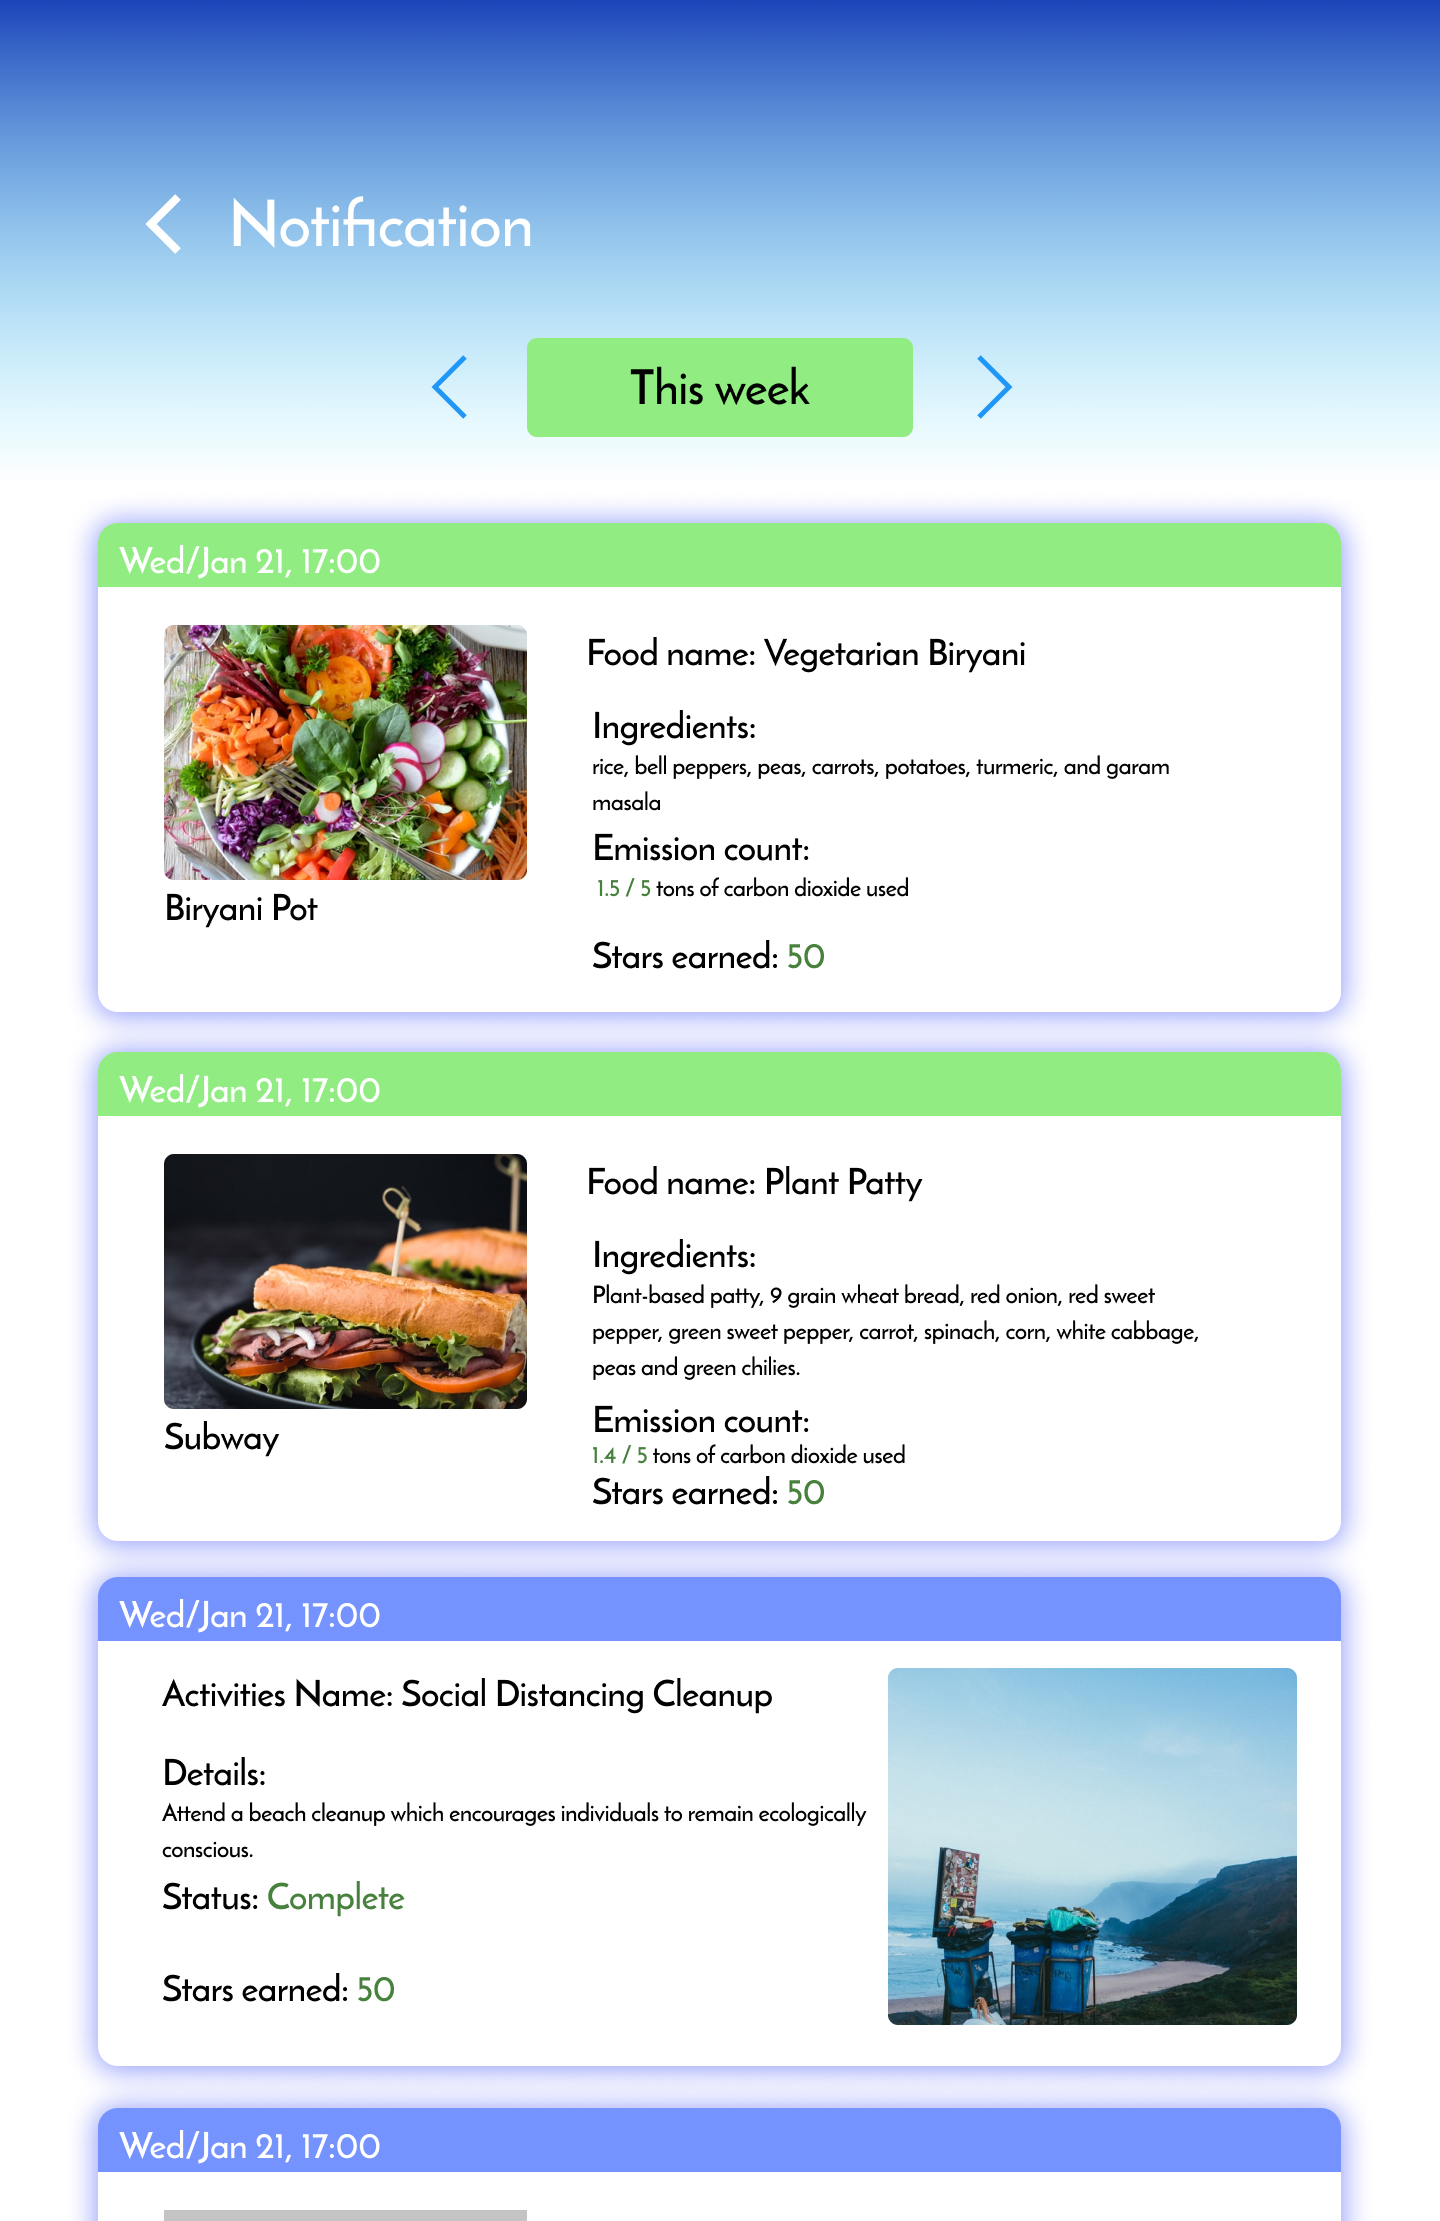 Notification
This week
Wed/Jan 21, 17:00
Food name: Vegetarian Biryani
Ingredients:
rice, bell peppers, peas, carrots, potatoes, turmeric, and garam
masala
Emission count:
1.5 / 5 tons of carbon dioxide used
Biryani Pot
Stars earned: 50
Wed/Jan 21, 17:00
Food name: Plant Patty
Ingredients:
Plant-based patty, 9 grain wheat bread, red onion, red sweet
pepper, green sweet pepper, carrot, spinach, corn, white cabbage,
peas and green chilies.
Emission count:
Subway
1.4 / 5 tons of carbon dioxide used
Stars earned: 50
Wed/Jan 21, 17:00
Activities Name: Social Distancing Cleanup
Details:
Attend a beach cleanup which encourages individuals to remain ecologically
conscious.
Status: Complete
Stars earned: 50
Wed/Jan 21, 17:00